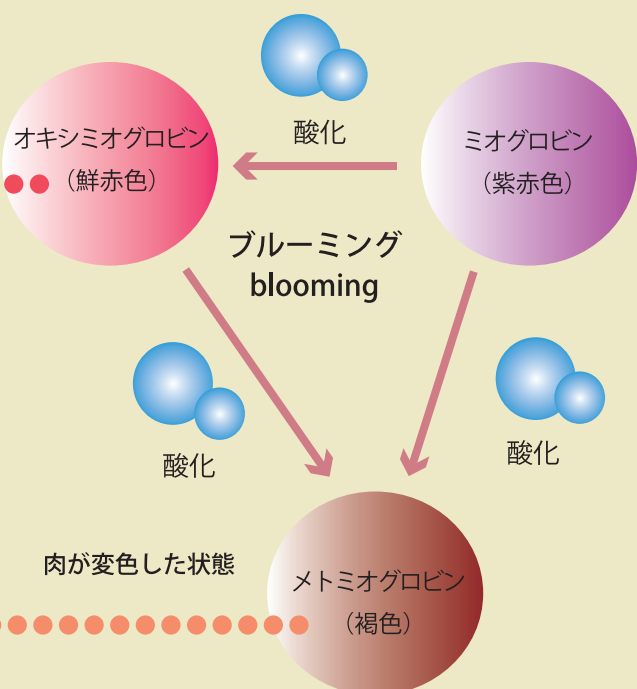 酸化
オキシミオグロビン
（鮮赤色）
ミオグロビン
（紫赤色）
ブルーミング
blooming
酸化
酸化
肉が変色した状態
メトミオグロビン
（褐色）